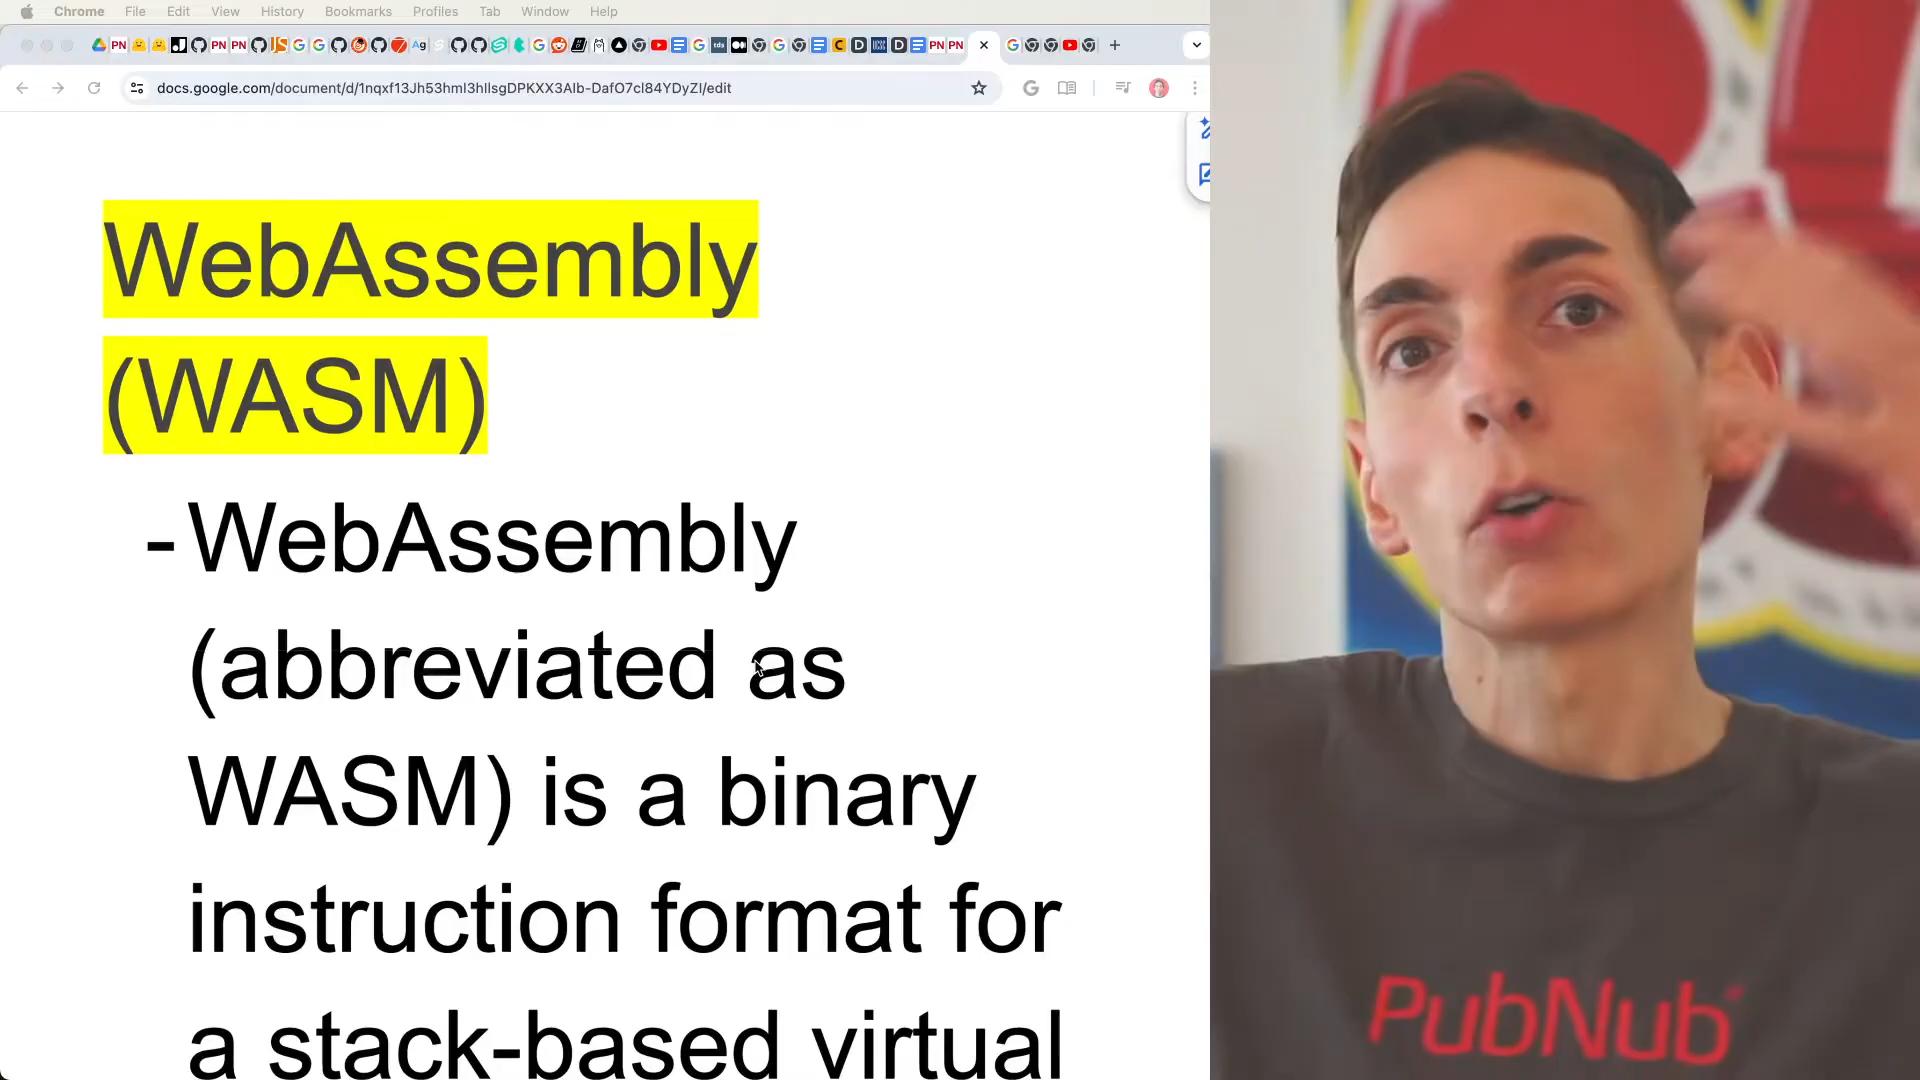 Chrome File Edit View History Bookmarks Profiles Tab Window Help
docs.google.com/document/d/1nqxf13Jh53hml3hIlsgDPKXX3AIb-DafO7cl84YDyZI/edit
WebAssembly
(WASM)
- WebAssembly
(abbreviated as
WASM) is a binary
instruction format for
a stack-based virtual
PubNub